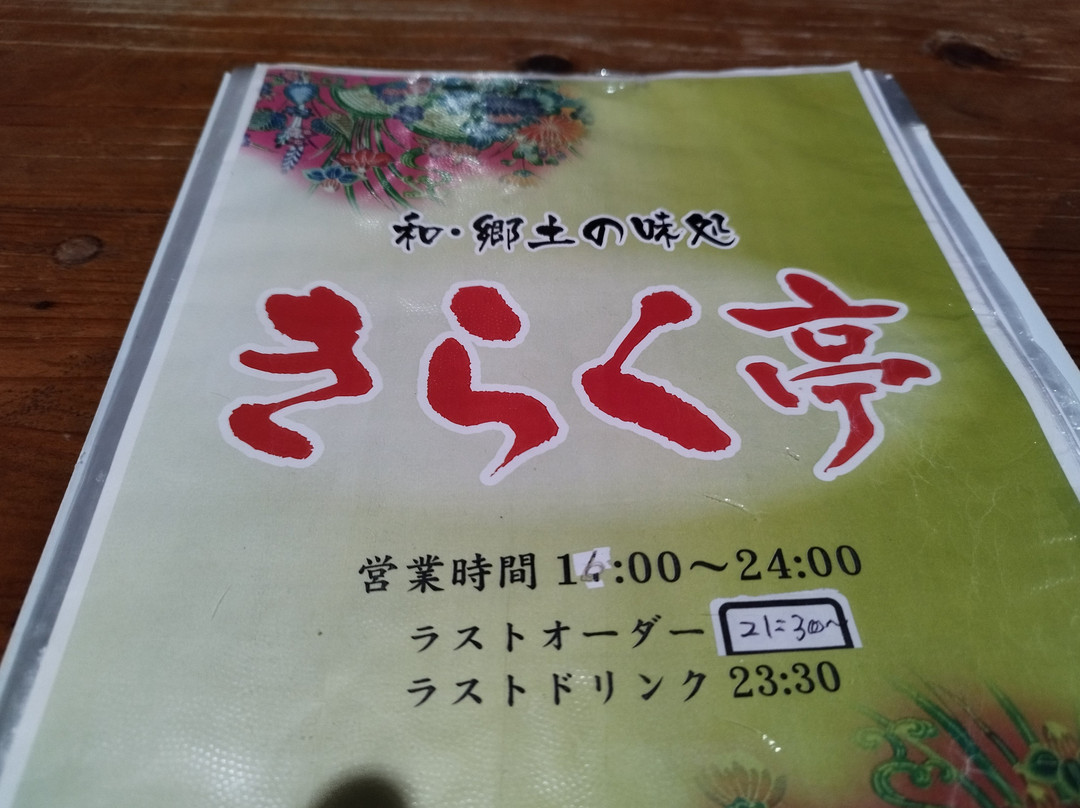 和・郷土の味処
きらく亭
営業時間 16:00～24:00
ラストオーダー 21:30～
ラストドリンク 23:30